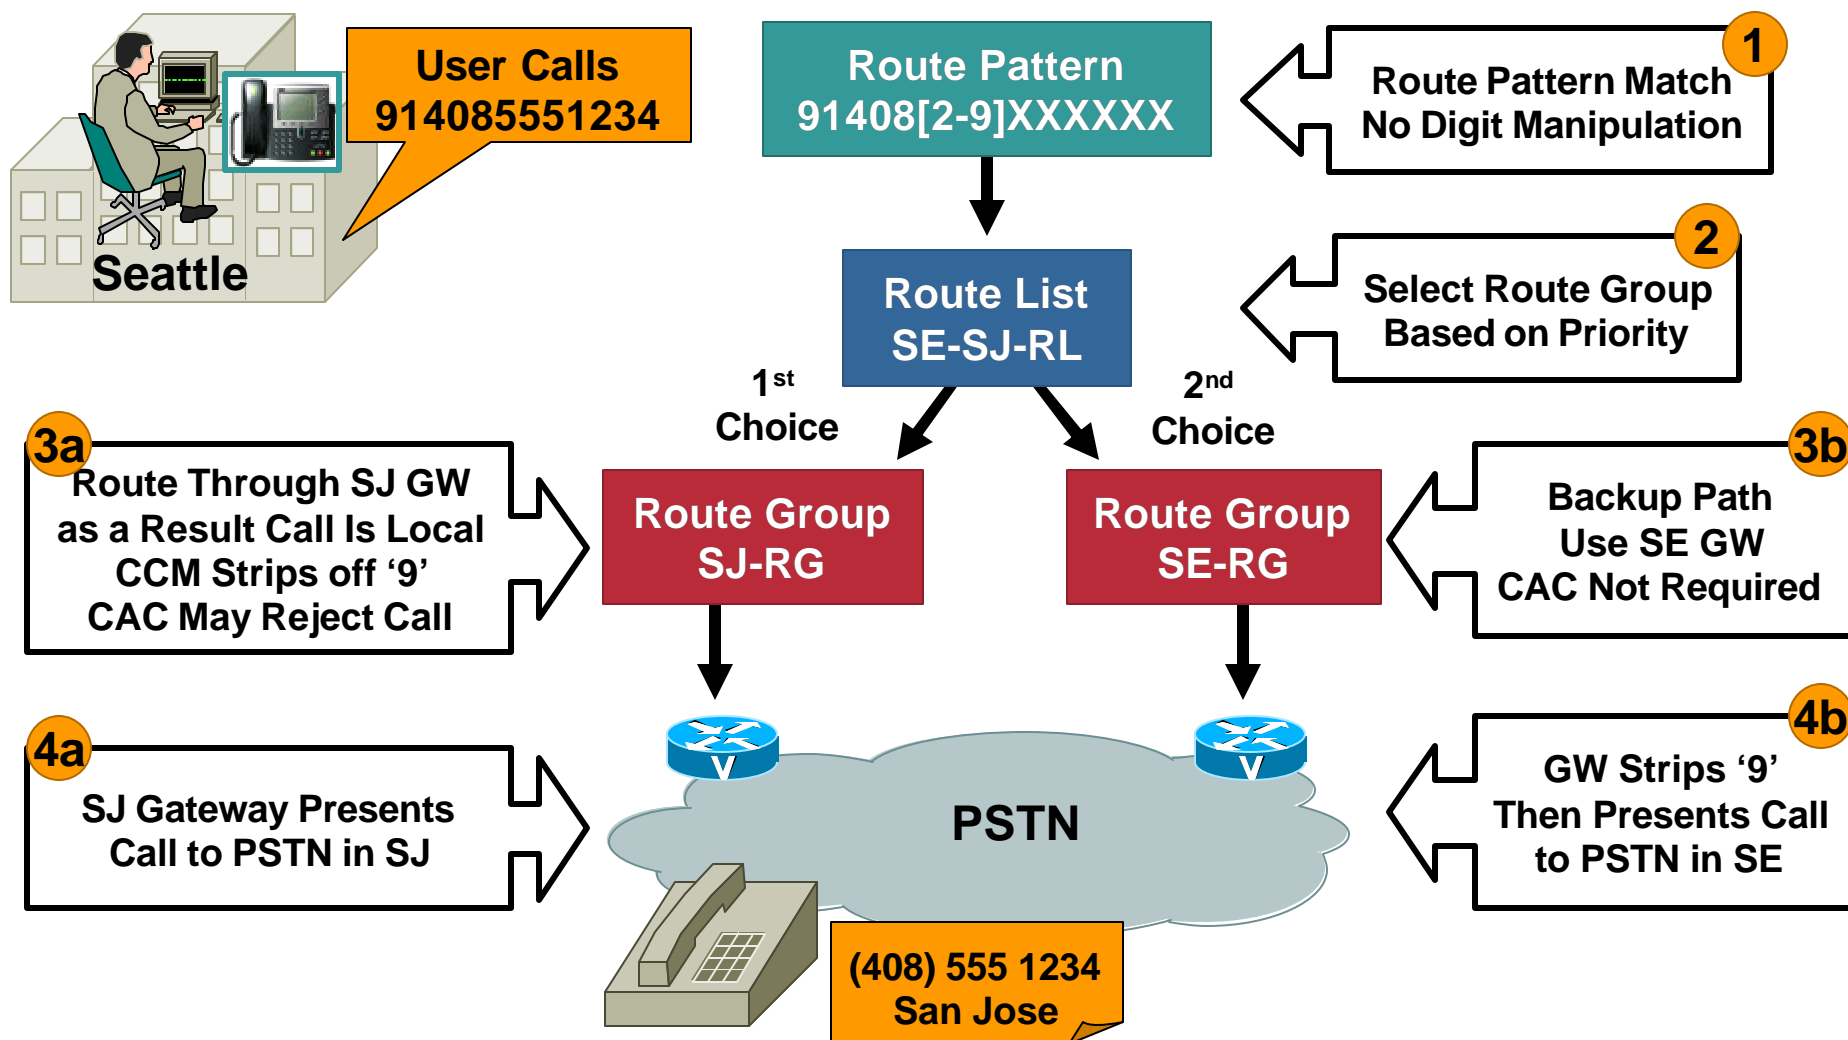 User Calls
914085551234
Seattle
Route Pattern
91408[2-9]XXXXXX
1
Route Pattern Match
No Digit Manipulation
Route List
SE-SJ-RL
2
Select Route Group
Based on Priority
1st
Choice
2nd
Choice
3a
Route Through SJ GW
as a Result Call Is Local
CCM Strips off ‘9’
CAC May Reject Call
Route Group
SJ-RG
Route Group
SE-RG
3b
Backup Path
Use SE GW
CAC Not Required
4a
SJ Gateway Presents
Call to PSTN in SJ
V
V
PSTN
4b
GW Strips ‘9’
Then Presents Call
to PSTN in SE
(408) 555 1234
San Jose